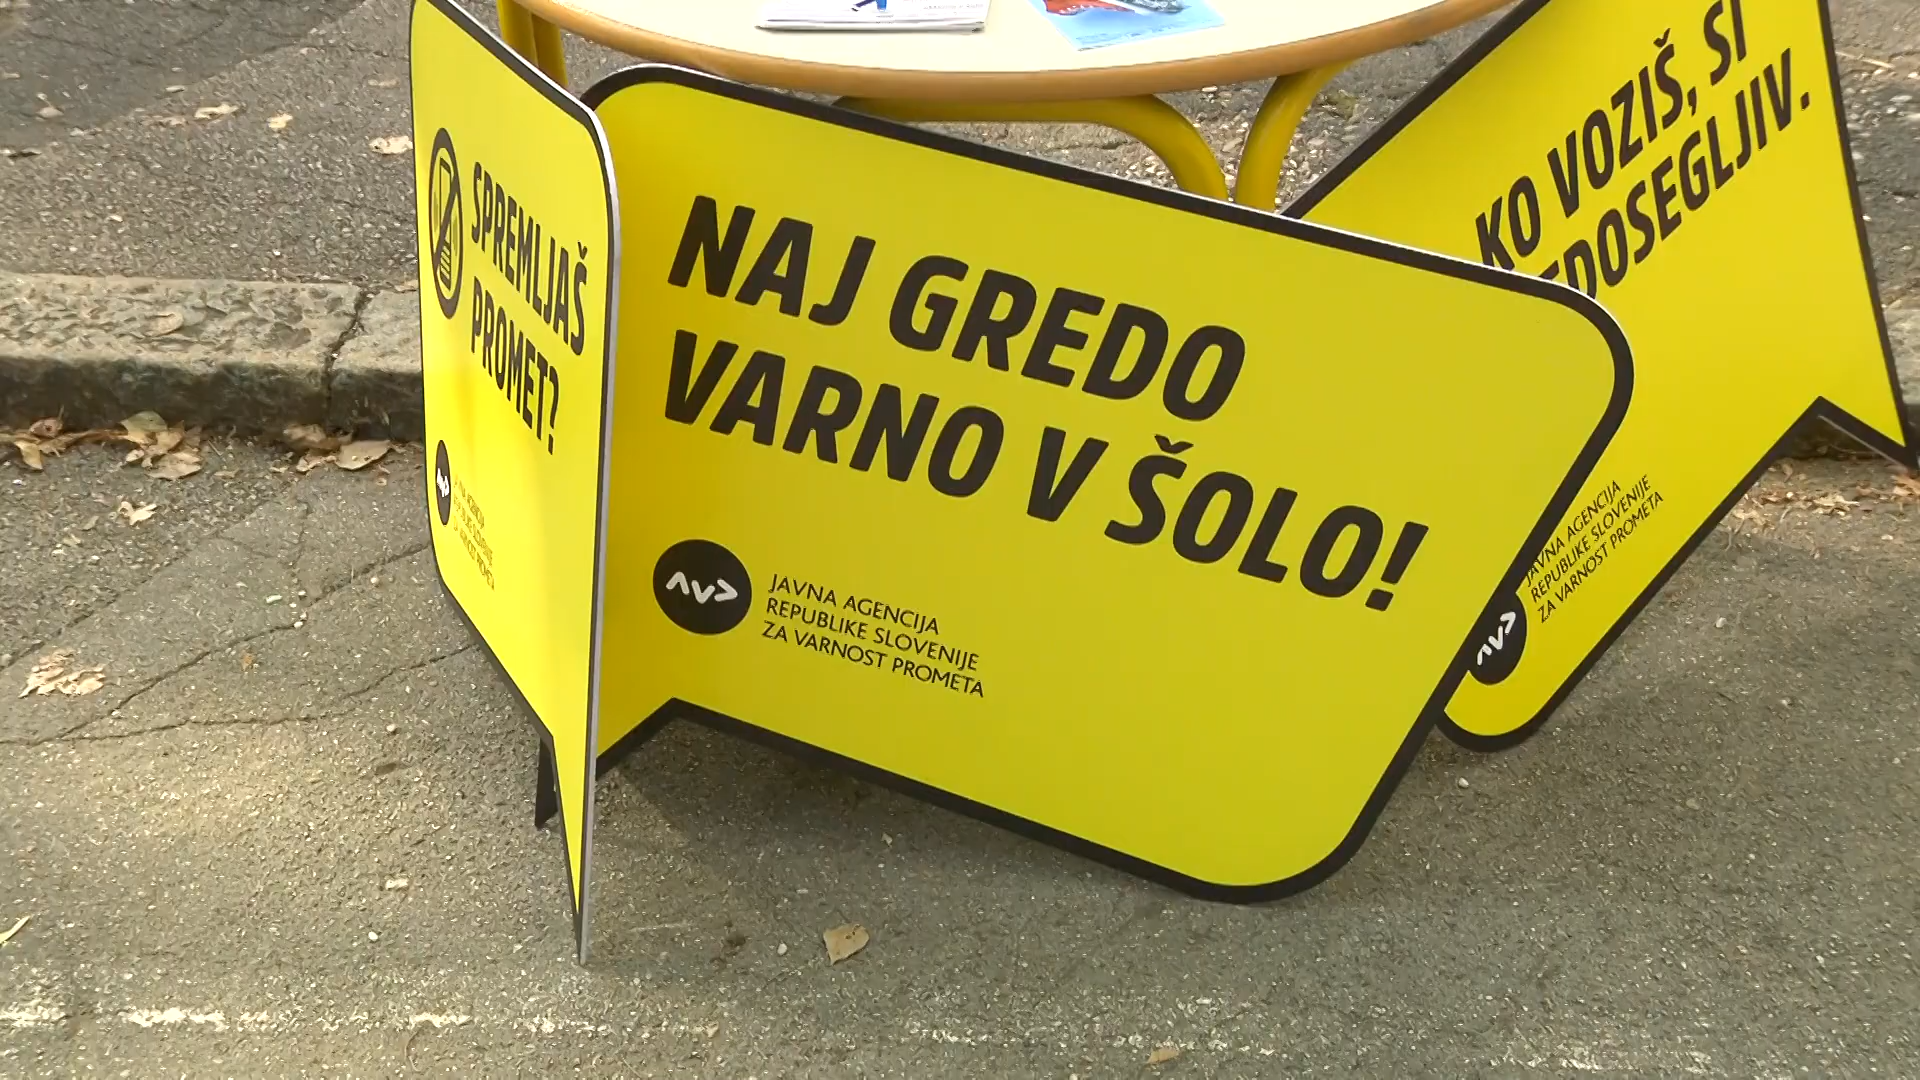 SPREMLJAŠ
PROMET?
NAJ GREDO
VARNO V ŠOLO!
JAVNA AGENCIJA
REPUBLIKE SLOVENIJE
ZA VARNOST PROMETA
KO VOZIŠ, SI
EDOSEGLJIV.
JAVNA AGENCIJA
REPUBLIKE SLOVENIJE
ZA VARNOST PROMETA